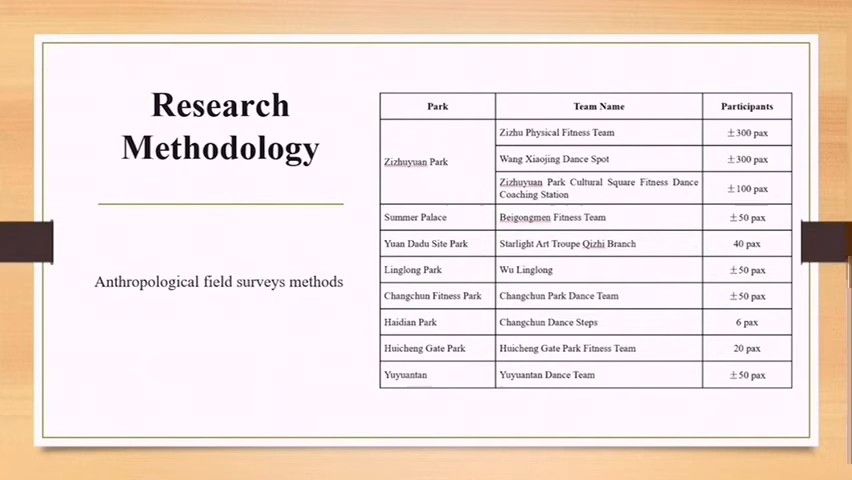 Research
Methodology
Anthropological field surveys methods
Park Team Name Participants
Zizhuyuan Park
Zizhu Physical Fitness Team ±300 pax
Wang Xiaojing Dance Spot ±300 pax
Zizhuyuan Park Cultural Square Fitness Dance
Coaching Station ±100 pax
Summer Palace Beigongmen Fitness Team ±50 pax
Yuan Dadu Site Park Starlight Art Troupe Qizhi Branch 40 pax
Linglong Park Wu Linglong ±50 pax
Changchun Fitness Park Changchun Park Dance Team ±50 pax
Haidian Park Changchun Dance Steps 6 pax
Huicheng Gate Park Huicheng Gate Park Fitness Team 20 pax
Yuyuantan Yuyuantan Dance Team ±50 pax